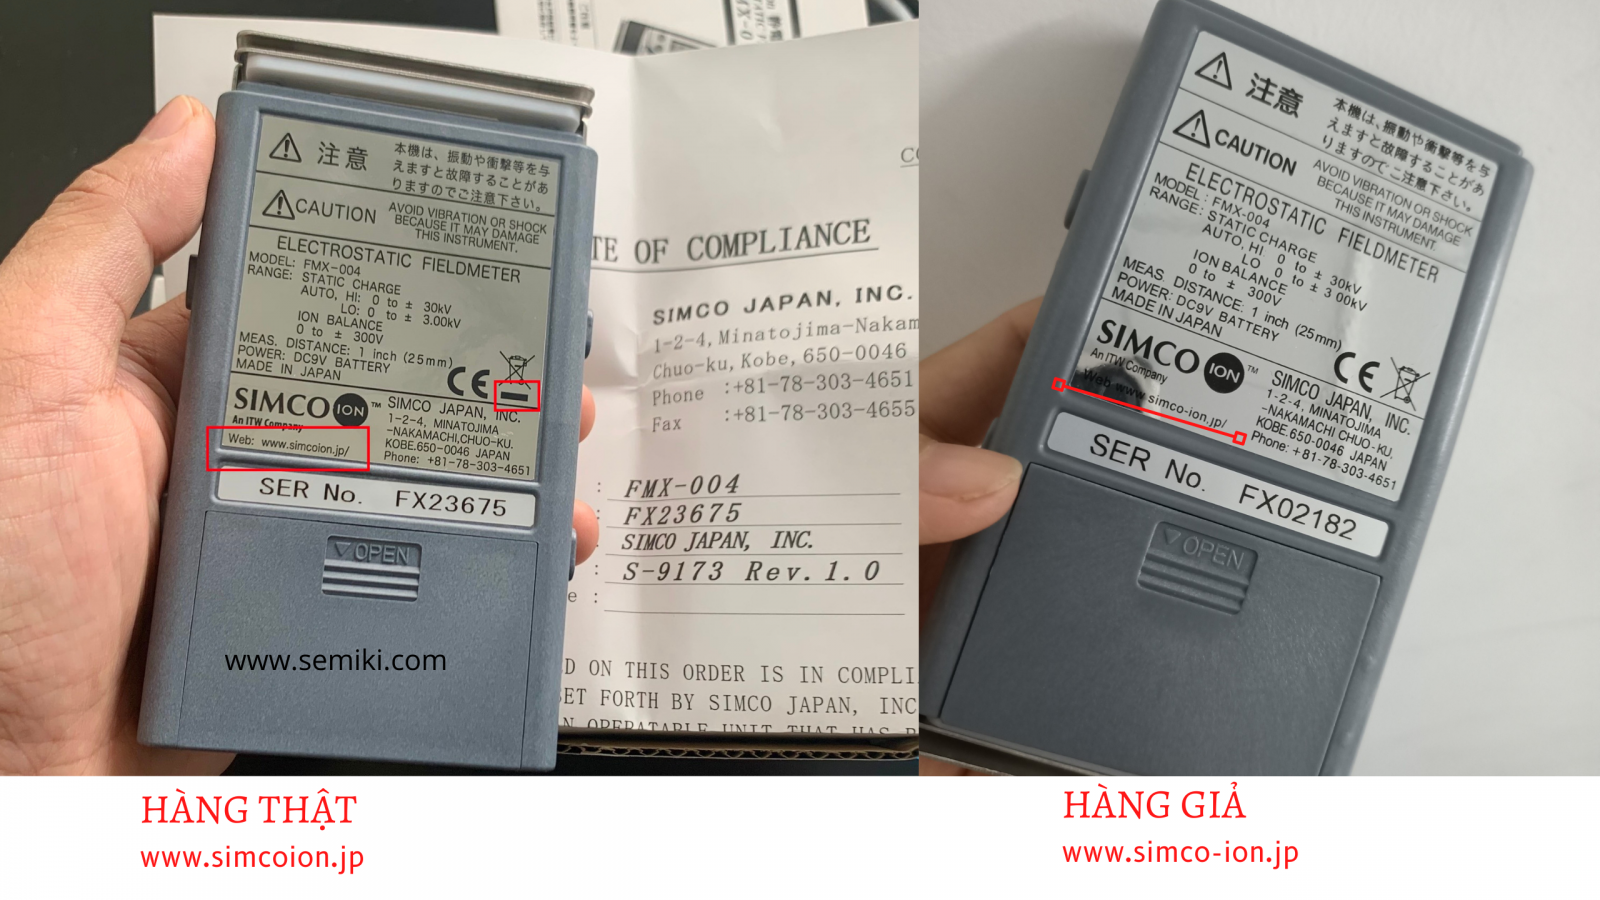 注意
本機は、振動や衝撃等を与
えますと故障することがあ
りますのでご注意下さい。
CAUTION
AVOID VIBRATION OR SHOCK
BECAUSE IT MAY DAMAGE
THIS INSTRUMENT.
ELECTROSTATIC FIELDMETER
MODEL: FMX-004
RANGE: STATIC CHARGE
AUTO, HI: 0 to ± 30kV
LO: 0 to ± 3.00kV
ION BALANCE
0 to ± 300V
MEAS. DISTANCE: 1 inch (25mm)
POWER: DC9V BATTERY
MADE IN JAPAN
CE
SIMCO ION ™
An ITW Company
Web: www.simcoion.jp/
SIMCO JAPAN, INC.
1-2-4, MINATOJIMA
-NAKAMACHI,CHUO-KU.
KOBE.650-0046 JAPAN
Phone: +81-78-303-4651
SER No. FX23675
OPEN
www.semiki.com
TE OF COMPLIANCE
SIMCO JAPAN, INC.
1-2-4, Minatojima-Nakam
Chuo-ku, Kobe, 650-0046
Phone :+81-78-303-4651
Fax :+81-78-303-4655
: FMX-004
: FX23675
: SIMCO JAPAN, INC.
: S-9173 Rev.1.0
e :
D ON THIS ORDER IS IN COMPLI
SET FORTH BY SIMCO JAPAN, INC
N OPERATABLE UNIT THAT HAS
注意
本機は、振動や衝撃等を与
えますと故障することがあ
りますのでご注意下さい。
CAUTION
AVOID VIBRATION OR SHOCK
BECAUSE IT MAY DAMAGE
THIS INSTRUMENT.
ELECTROSTATIC FIELDMETER
MODEL : FMX-004
RANGE: STATIC CHARGE
AUTO, HI: 0 to ± 30kV
LO: 0 to ± 3.00kV
ION BALANCE
0 to ± 300V
MEAS. DISTANCE: 1 inch (25mm)
POWER: DC9V BATTERY
MADE IN JAPAN
CE
SIMCO ION ™
An ITW Company
Web: www.simco-ion.jp/
SIMCO JAPAN, INC.
1-2-4, MINATOJIMA
-NAKAMACHI CHUO-KU.
KOBE.650-0046 JAPAN
Phone: +81-78-303-4651
SER No. FX02182
OPEN
HÀNG THẬT
www.simcoion.jp
HÀNG GIẢ
www.simco-ion.jp